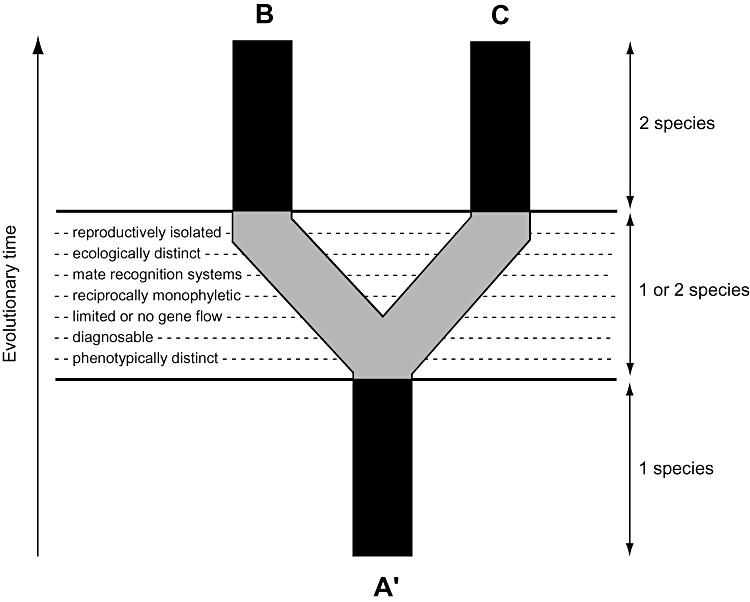 B
C
2 species
Evolutionary time
reproductively isolated
ecologically distinct
mate recognition systems
reciprocally monophyletic
limited or no gene flow
diagnosable
phenotypically distinct
1 or 2 species
1 species
A'